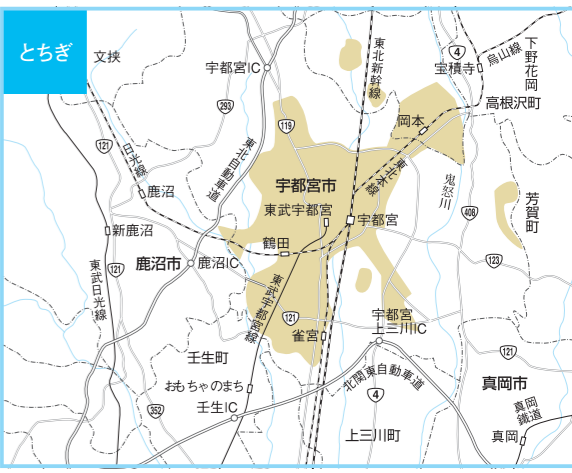 とちぎ
文挟
宇都宮IC
東北新幹線
4
宝積寺
烏山線
下野花岡
293
119
岡本
高根沢町
121
日光線
東北自動車道
東北本線
鬼怒川
宇都宮市
鹿沼
東武宇都宮
宇都宮
408
芳賀町
新鹿沼
鶴田
鹿沼市
鹿沼IC
123
東武日光線
121
東武宇都宮線
121
雀宮
宇都宮
上三川IC
壬生町
121
おもちゃのまち
北関東自動車道
真岡市
352
壬生IC
4
真岡
鐵道
上三川町
真岡